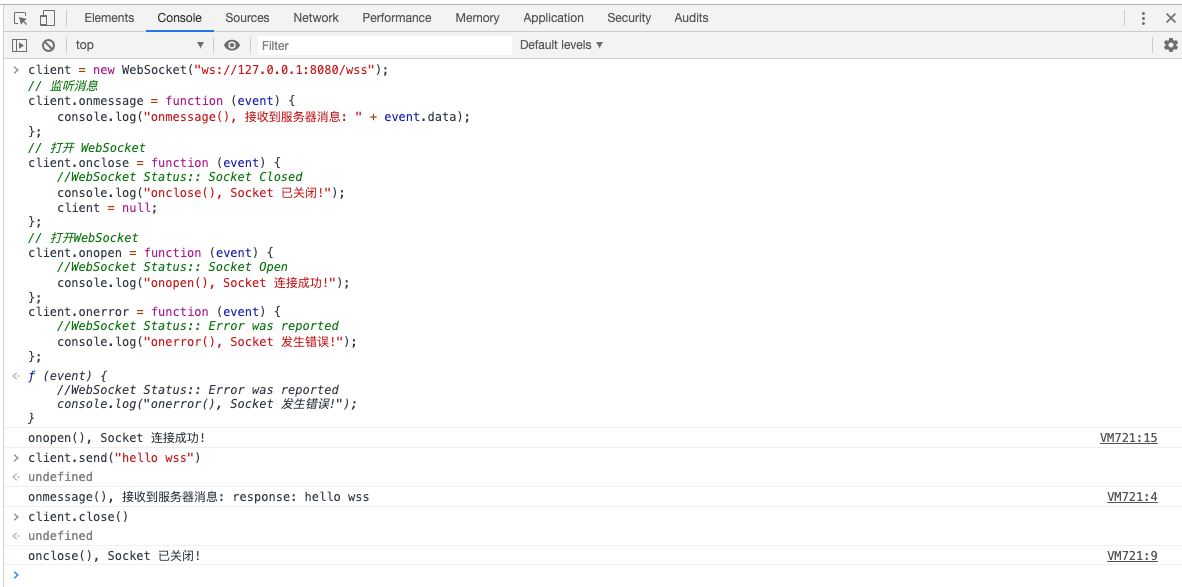 Elements Console Sources Network Performance Memory Application Security Audits
top Filter Default levels
client = new WebSocket("ws://127.0.0.1:8080/wss");
// 监听消息
client.onmessage = function (event) {
    console.log("onmessage(), 接收到服务器消息: " + event.data);
};
// 打开 WebSocket
client.onclose = function (event) {
    //WebSocket Status:: Socket Closed
    console.log("onclose(), Socket 已关闭!");
    client = null;
};
// 打开WebSocket
client.onopen = function (event) {
    //WebSocket Status:: Socket Open
    console.log("onopen(), Socket 连接成功!");
};
client.onerror = function (event) {
    //WebSocket Status:: Error was reported
    console.log("onerror(), Socket 发生错误!");
};
ƒ (event) {
    //WebSocket Status:: Error was reported
    console.log("onerror(), Socket 发生错误!");
}
onopen(), Socket 连接成功! VM721:15
client.send("hello wss")
undefined
onmessage(), 接收到服务器消息: response: hello wss VM721:4
client.close()
undefined
onclose(), Socket 已关闭! VM721:9